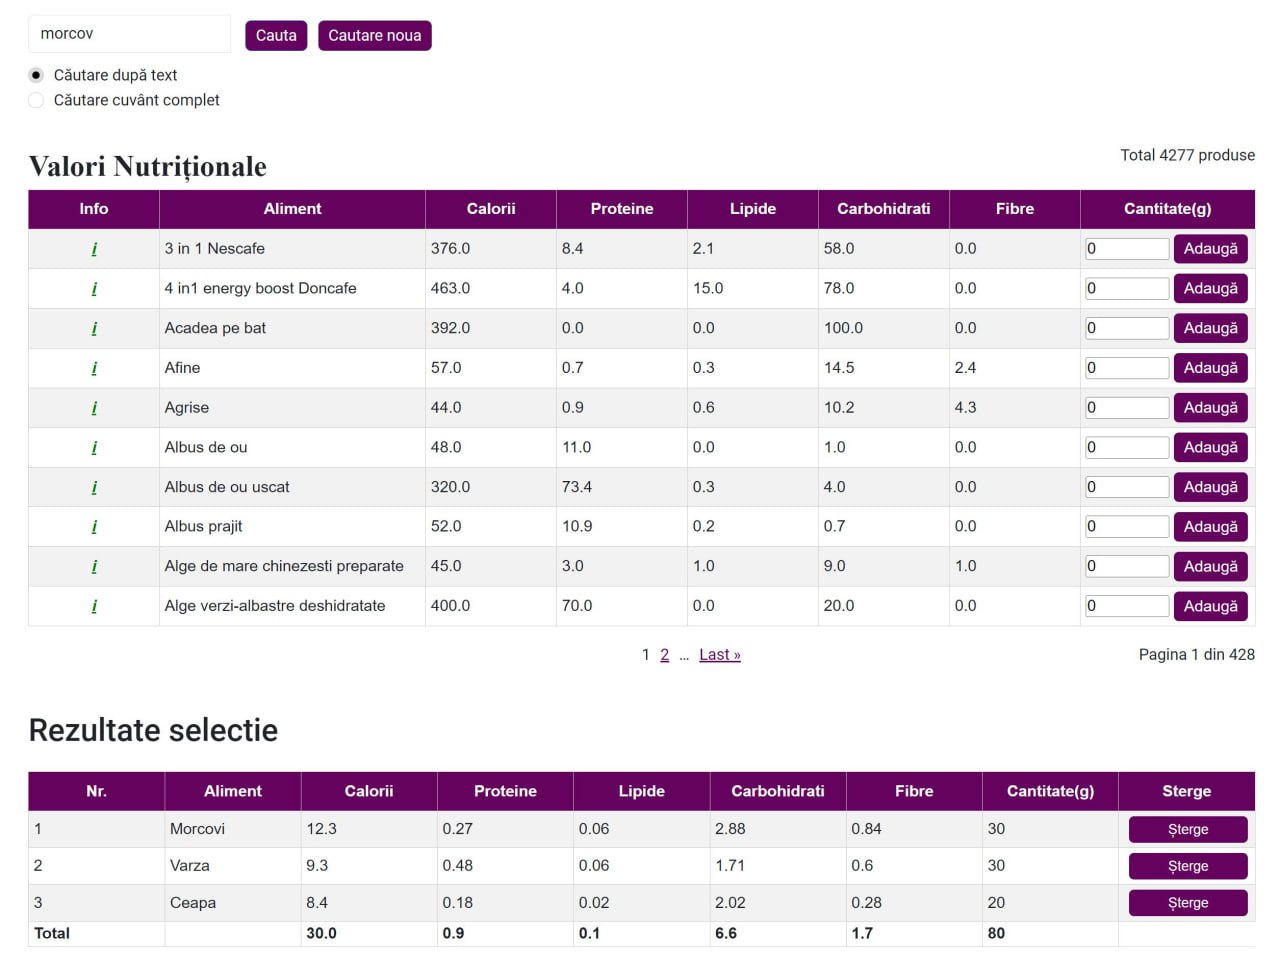 morcov Cauta Cautare noua
Căutare după text
Căutare cuvânt complet
Total 4277 produse
Valori Nutriționale
Info Aliment Calorii Proteine Lipide Carbohidrati Fibre Cantitate(g)
i 3 in 1 Nescafe 376.0 8.4 2.1 58.0 0.0 0 Adaugă
i 4 in1 energy boost Doncafe 463.0 4.0 15.0 78.0 0.0 0 Adaugă
i Acadea pe bat 392.0 0.0 0.0 100.0 0.0 0 Adaugă
i Afine 57.0 0.7 0.3 14.5 2.4 0 Adaugă
i Agrise 44.0 0.9 0.6 10.2 4.3 0 Adaugă
i Albus de ou 48.0 11.0 0.0 1.0 0.0 0 Adaugă
i Albus de ou uscat 320.0 73.4 0.3 4.0 0.0 0 Adaugă
i Albus prajit 52.0 10.9 0.2 0.7 0.0 0 Adaugă
i Alge de mare chinezesti preparate 45.0 3.0 1.0 9.0 1.0 0 Adaugă
i Alge verzi-albastre deshidratate 400.0 70.0 0.0 20.0 0.0 0 Adaugă
1 2 ... Last » Pagina 1 din 428
Rezultate selectie
Nr. Aliment Calorii Proteine Lipide Carbohidrati Fibre Cantitate(g) Sterge
1 Morcovi 12.3 0.27 0.06 2.88 0.84 30 Șterge
2 Varza 9.3 0.48 0.06 1.71 0.6 30 Șterge
3 Ceapa 8.4 0.18 0.02 2.02 0.28 20 Șterge
Total 30.0 0.9 0.1 6.6 1.7 80